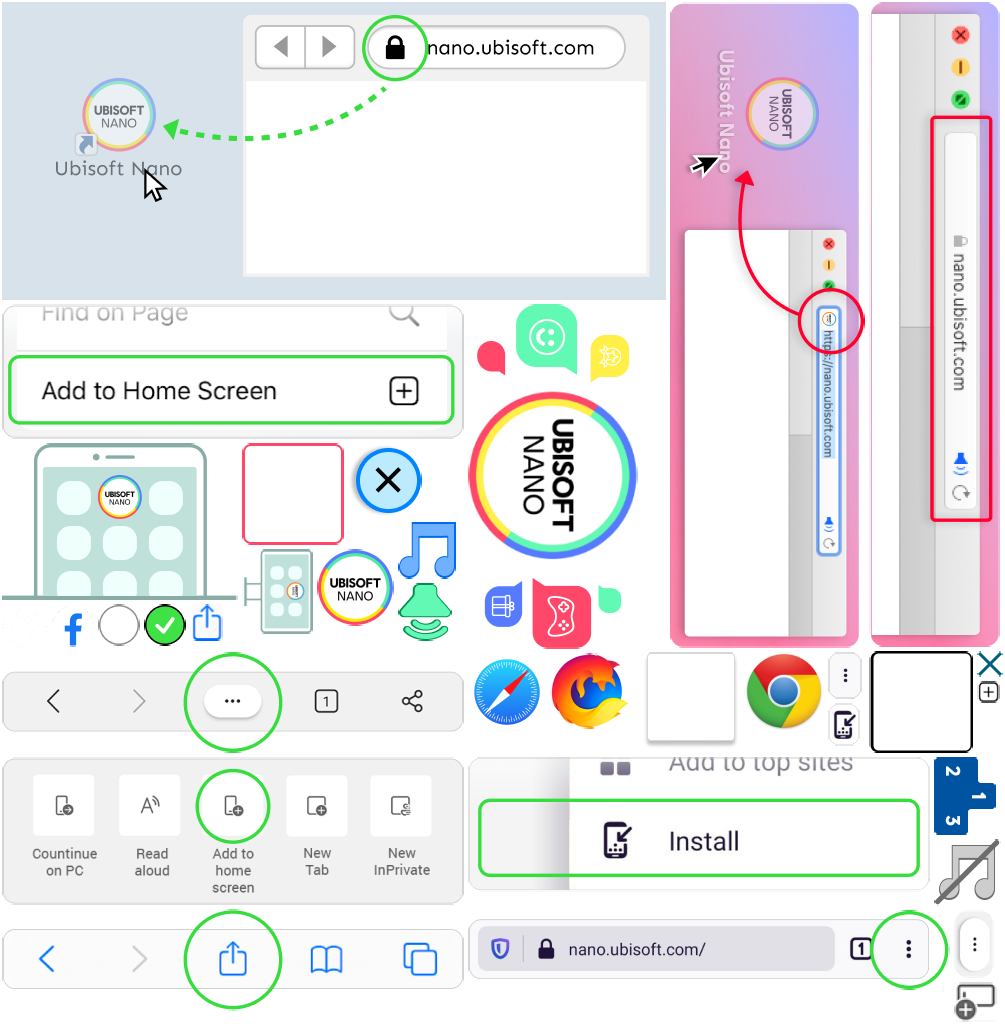 nano.ubisoft.com
UBISOFT
NANO
Ubisoft Nano
Ubisoft Nano
UBISOFT
NANO
https://nano.ubisoft.com
nano.ubisoft.com
Find on Page
Add to Home Screen
UBISOFT
NANO
UBISOFT
NANO
UBISOFT
NANO
1
Countinue
on PC
Read
aloud
Add to
home
screen
New
Tab
New
InPrivate
Add to top sites
Install
2
1
3
nano.ubisoft.com/
1